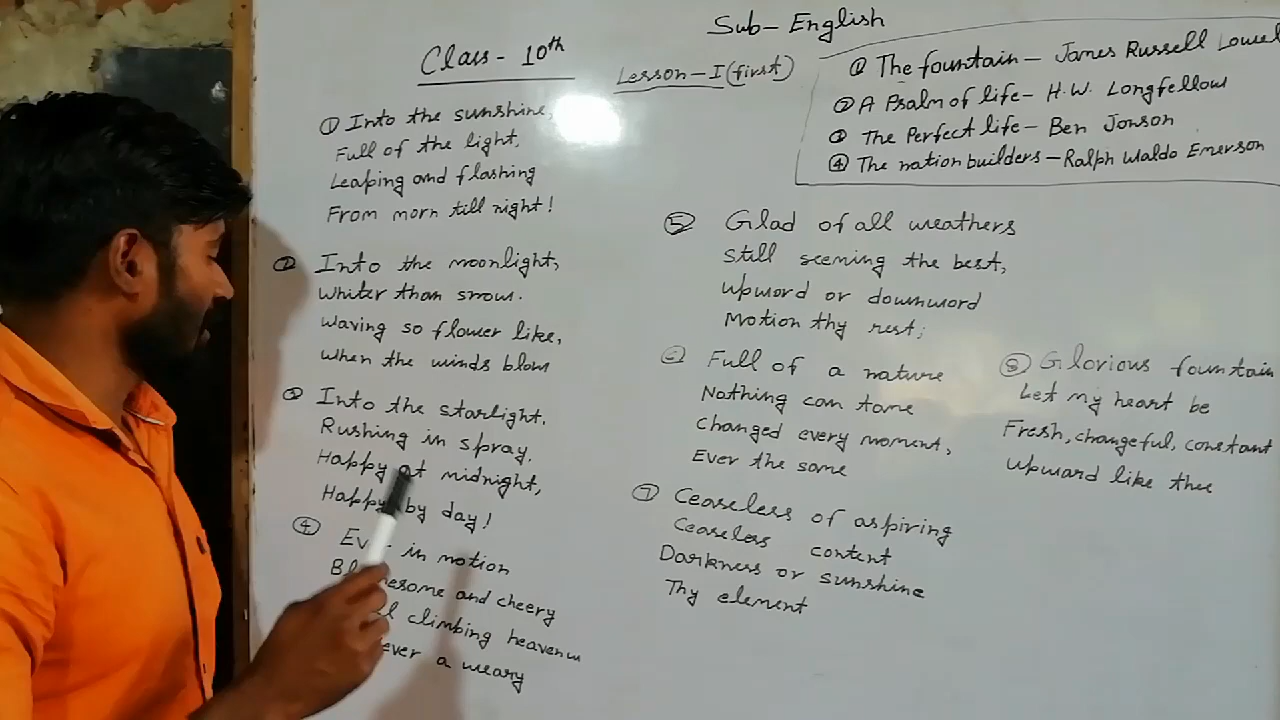 Sub- English
Class- 10th
Lesson-I(first)
① The fountain- James Russell Lowel
② A Psalm of life- H.W. Longfellow
③ The Perfect life- Ben Jonson
④ The nation builders-Ralph Waldo Emerson
① Into the sunshine,
Full of the light,
Leaping and flashing
From morn till night!
② Into the moonlight,
Whiter than snow.
Waving so flower like,
When the winds blow
③ Into the starlight,
Rushing in spray.
Happy at midnight,
Happy by day!
④
in motion
and cheery
climbing
a weary
⑤ Glad of all weathers
Still seeming the best,
Upword or downword
Motion thy rest;
⑥ Full of a nature
Nothing can tame
Changed every moment,
Ever the same
⑦ Ceaseless of aspiring
Ceaseless content
Darkness or sunshine
Thy element
⑧ Glorious fountain
Let my heart be
Fresh, changeful, constant
Upward like thee